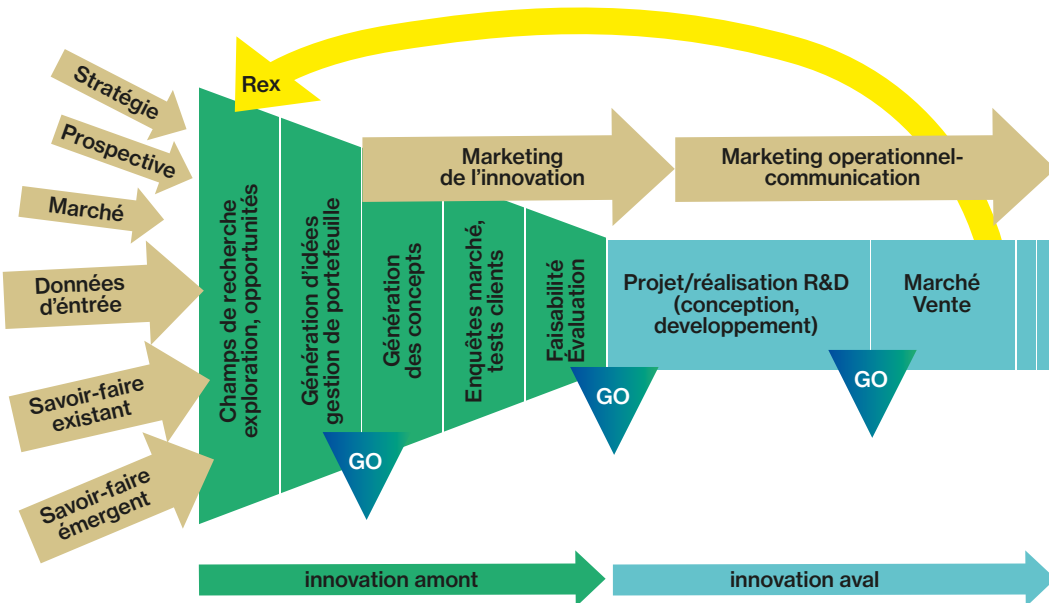 Rex
Stratégie
Prospective
Marché
Données
d'éntrée
Savoir-faire
existant
Savoir-faire
émergent
Champs de recherche
exploration, opportunités
Génération d'idées
gestion de portefeuille
Génération
des concepts
Enquêtes marché,
tests clients
Faisabilité
Évaluation
Marketing
de l'innovation
Marketing operationnel-
communication
Projet/réalisation R&D
(conception,
developpement)
Marché
Vente
GO
GO
GO
innovation amont
innovation aval